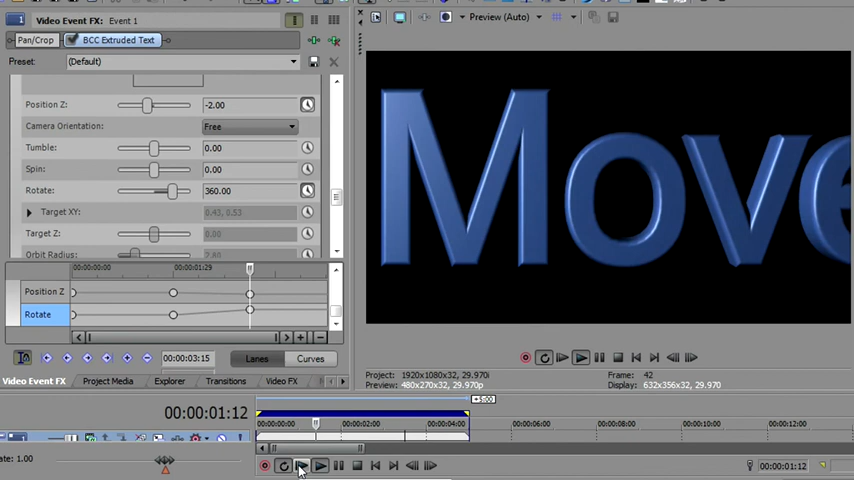 1 Video Event FX: Event 1
Preview (Auto)
Pan/Crop BCC Extruded Text
Preset: (Default)
Position Z: -2.00
Camera Orientation: Free
Tumble: 0.00
Spin: 0.00
Rotate: 360.00
Target XY: 0.43, 0.53
Target Z: 0.00
Orbit Radius:
Move
00:00:00:00 00:00:01:29
Position Z
Rotate
00:00:03:15 Lanes Curves
Video Event FX Project Media Explorer Transitions Video FX
Project: 1920x1080x32, 29.970i
Preview: 480x270x32, 29.970p
Frame: 42
Display: 632x356x32, 29.970
+5:00
00:00:01:12
00:00:00:00 00:00:02:00 00:00:04:00 00:00:06:00 00:00:08:00 00:00:10:00 00:00:12:00
ate: 1.00
00:00:01:12